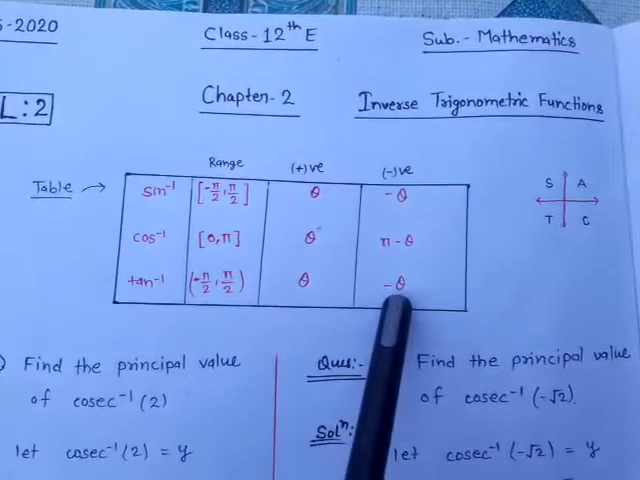 5-2020 Class-12th E Sub.- Mathematics
L:2 Chapter-2 Inverse Trigonometric Functions
Range (+)ve (-)ve
Table → sin⁻¹ [-π/2, π/2] θ -θ
cos⁻¹ [0,π] θ π-θ
tan⁻¹ (-π/2, π/2) θ -θ
S A
T C
) Find the principal value
of cosec⁻¹(2)
let cosec⁻¹(2) = y
Ques:- Find the principal value
of cosec⁻¹(-√2).
Solⁿ:
let cosec⁻¹(-√2) = y